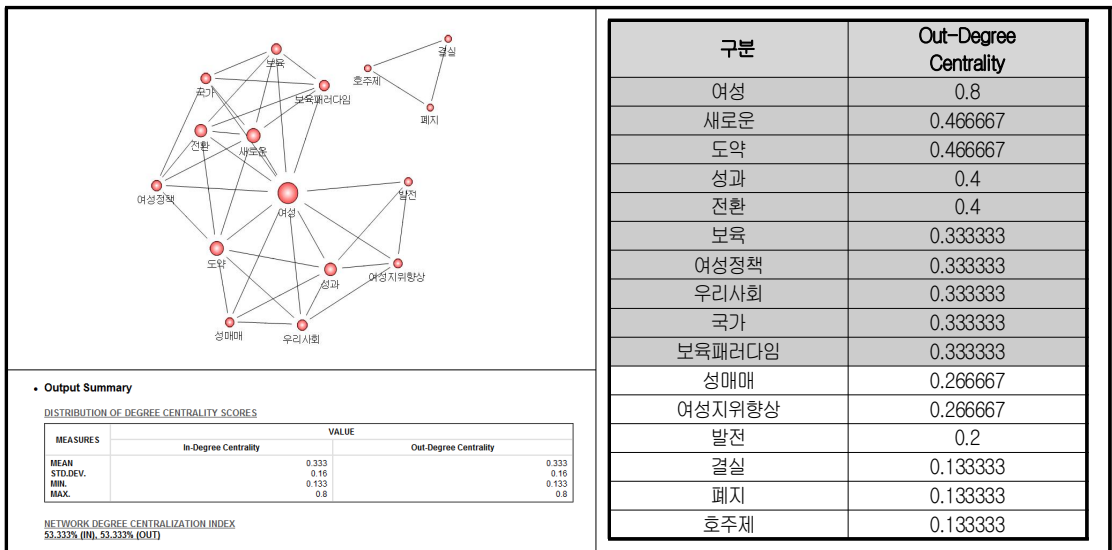 보육
결실
호주제
국가
보육패러다임
폐지
전환
새로운
여성정책
발전
여성
도약
성과
여성지위향상
성매매
우리사회
• Output Summary
DISTRIBUTION OF DEGREE CENTRALITY SCORES
MEASURES VALUE
In-Degree Centrality Out-Degree Centrality
MEAN 0.333 0.333
STD.DEV. 0.16 0.16
MIN. 0.133 0.133
MAX. 0.8 0.8
NETWORK DEGREE CENTRALIZATION INDEX
53.333% (IN), 53.333% (OUT)
구분 Out-Degree
Centrality
여성 0.8
새로운 0.466667
도약 0.466667
성과 0.4
전환 0.4
보육 0.333333
여성정책 0.333333
우리사회 0.333333
국가 0.333333
보육패러다임 0.333333
성매매 0.266667
여성지위향상 0.266667
발전 0.2
결실 0.133333
폐지 0.133333
호주제 0.133333